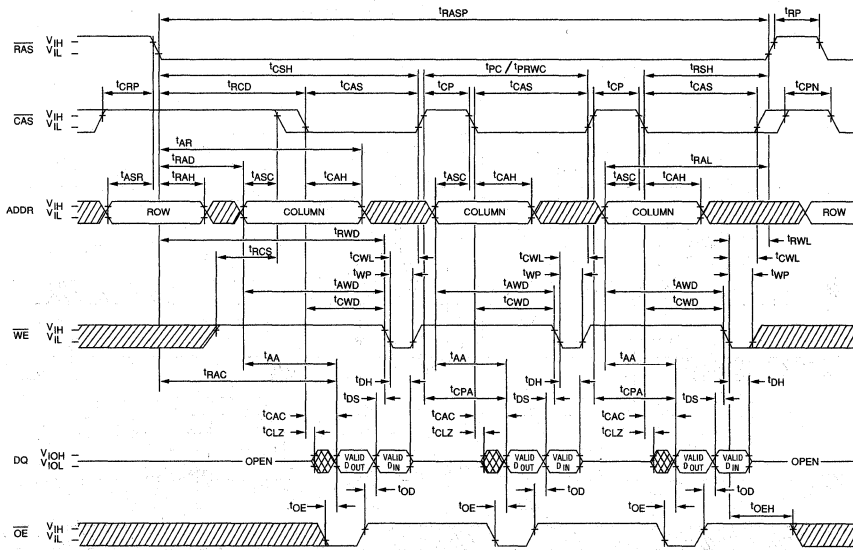 tRASP tRP
RAS VIH VIL
tCSH tPC / tPRWC tRSH
tCRP tRCD tCAS tCP tCAS tCP tCAS tCPN
CAS VIH VIL
tAR
tRAD tRAL
tASR tRAH tASC tCAH tASC tCAH tASC tCAH
ADDR VIH VIL ROW COLUMN COLUMN COLUMN ROW
tRWD tRWL
tRCS tCWL tCWL tCWL
tWP tWP tWP
tAWD tAWD tAWD
tCWD tCWD tCWD
WE VIH VIL
tAA tAA tAA
tRAC tDH tCPA tDH tCPA tDH
tDS tDS tDS
tCAC tCAC tCAC
tCLZ tCLZ tCLZ
DQ VIOH VIOL OPEN VALID DOUT VALID DIN VALID DOUT VALID DIN VALID DOUT VALID DIN OPEN
tOD tOD tOD
tOE tOE tOE tOEH
OE VIH VIL